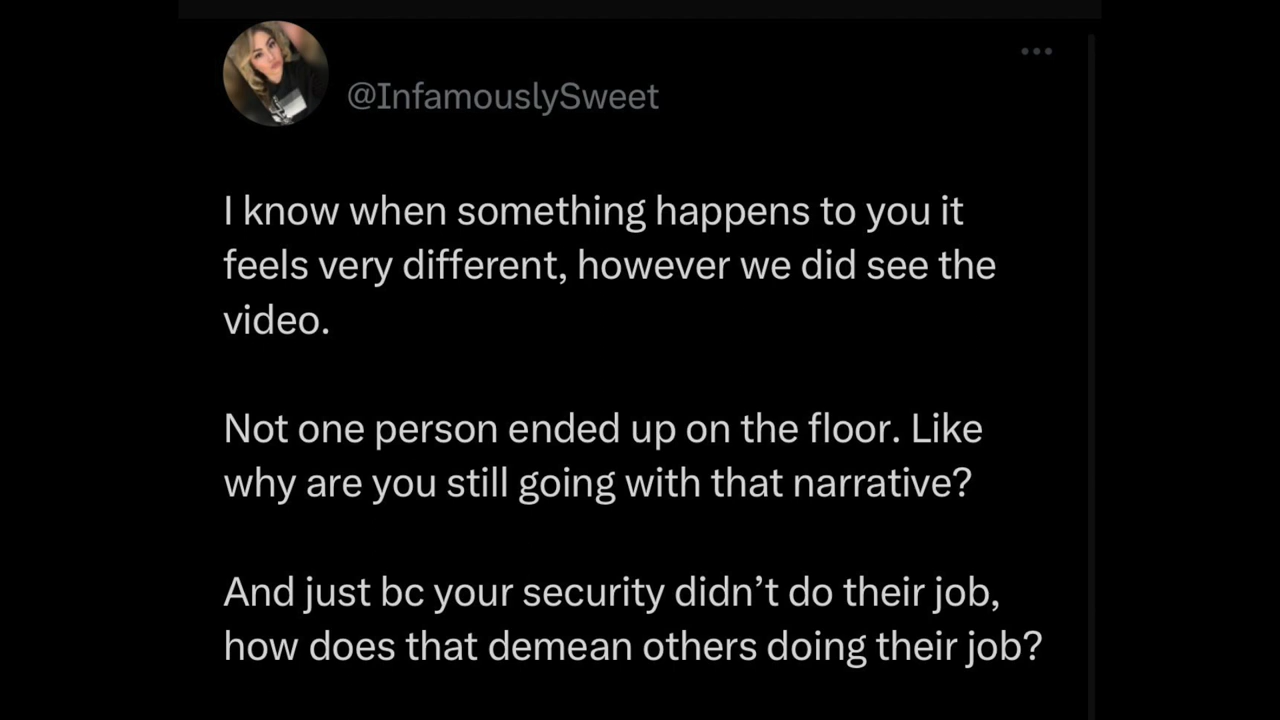 @InfamouslySweet
I know when something happens to you it
feels very different, however we did see the
video.
Not one person ended up on the floor. Like
why are you still going with that narrative?
And just bc your security didn’t do their job,
how does that demean others doing their job?